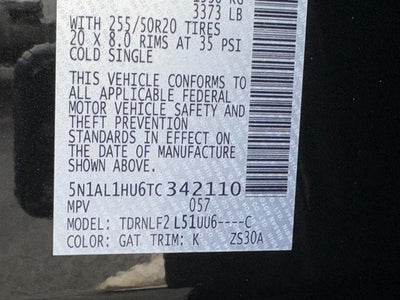 3373 LB
WITH 255/50R20 TIRES
20 X 8.0 RIMS AT 35 PSI
COLD SINGLE
THIS VEHICLE CONFORMS TO
ALL APPLICABLE FEDERAL
MOTOR VEHICLE SAFETY AND
THEFT PREVENTION
STANDARDS IN EFFECT ON
THE DATE OF MANUFACTURE
SHOWN ABOVE.
5N1AL1HU6TC342110
MPV 057
MODEL: TDRNLF2 L51UU6----C
COLOR: GAT TRIM: K ZS30A